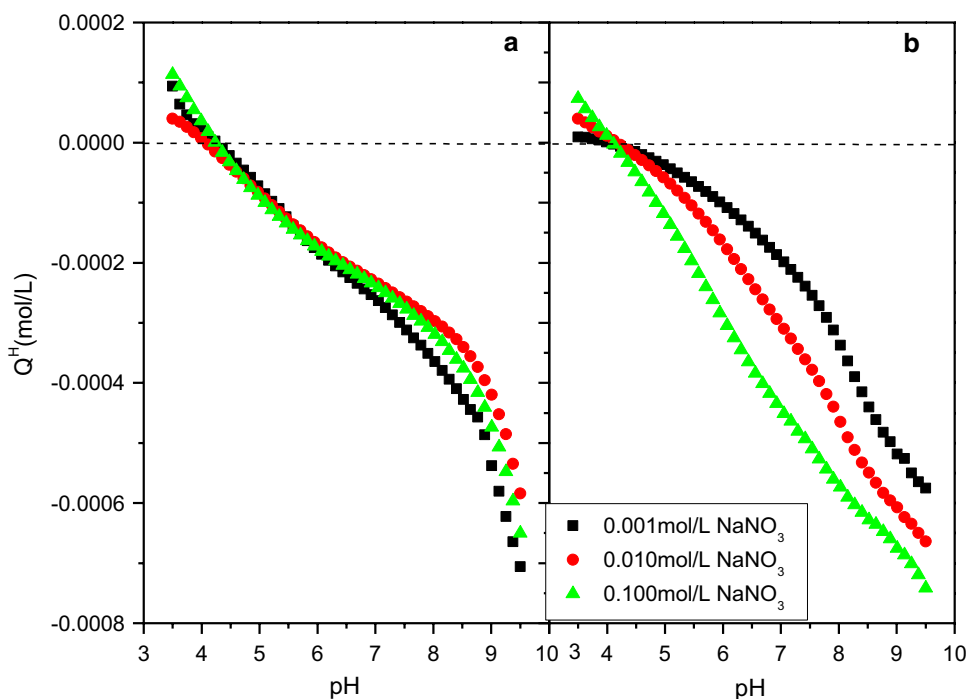 0.0002
0.0000
-0.0002
-0.0004
-0.0006
-0.0008
Q^H(mol/L)
a
b
0.001mol/L NaNO₃
0.010mol/L NaNO₃
0.100mol/L NaNO₃
3 4 5 6 7 8 9 10
3 4 5 6 7 8 9 10
pH
pH